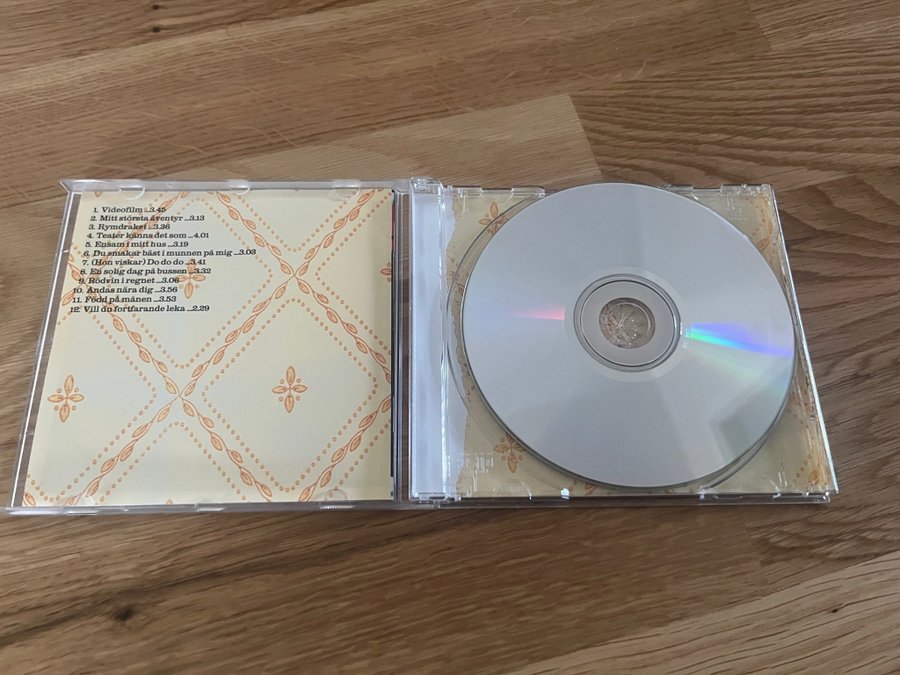 1. Videofilm ...3.45
2. Mitt största äventyr ...3.13
3. Rymdraket ...3.36
4. Teater känns det som ...4.01
5. Ensam i mitt hus ...3.19
6. Du smakar bäst i munnen på mig ...3.03
7. (Hon viskar) Do do do ...3.41
8. En solig dag på bussen ...3.32
9. Rödvin i regnet ...3.06
10. Andas nära dig ...3.56
11. Född på månen ...3.53
12. Vill du fortfarande leka ...2.29